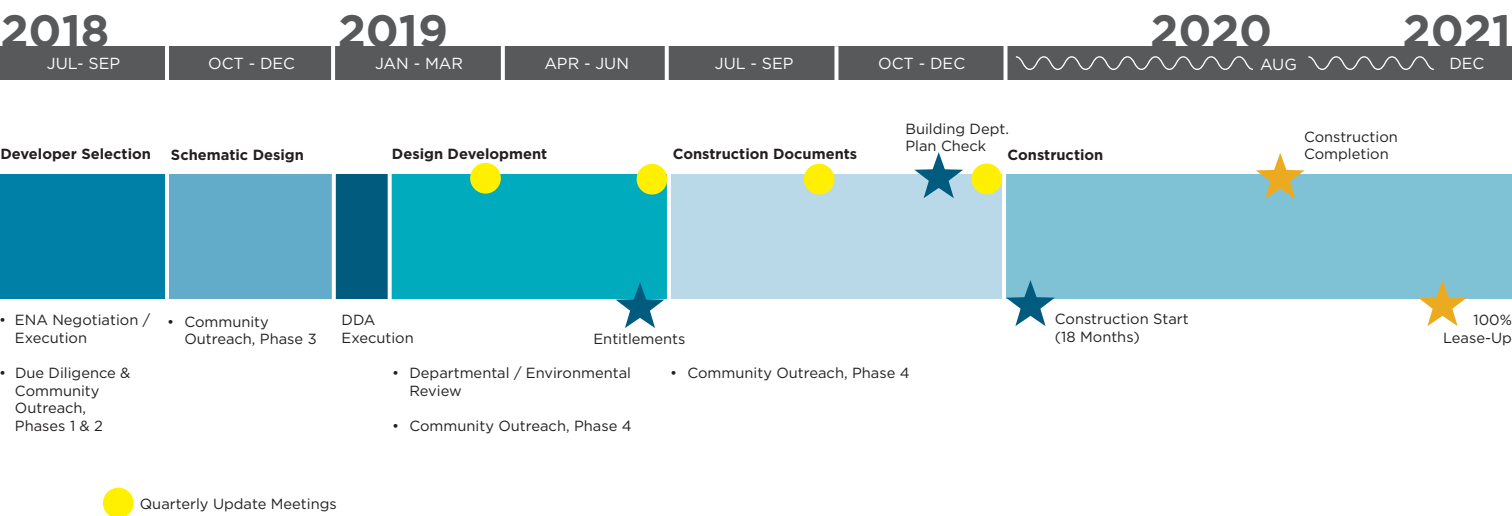 2018
2019
2020
2021
JUL- SEP
OCT - DEC
JAN - MAR
APR - JUN
JUL - SEP
OCT - DEC
AUG
DEC
Developer Selection
Schematic Design
Design Development
Construction Documents
Building Dept.
Plan Check
Construction
Construction
Completion
• ENA Negotiation /
Execution
• Due Diligence &
Community
Outreach,
Phases 1 & 2
• Community
Outreach, Phase 3
DDA
Execution
Entitlements
• Departmental / Environmental
Review
• Community Outreach, Phase 4
• Community Outreach, Phase 4
Construction Start
(18 Months)
100%
Lease-Up
Quarterly Update Meetings